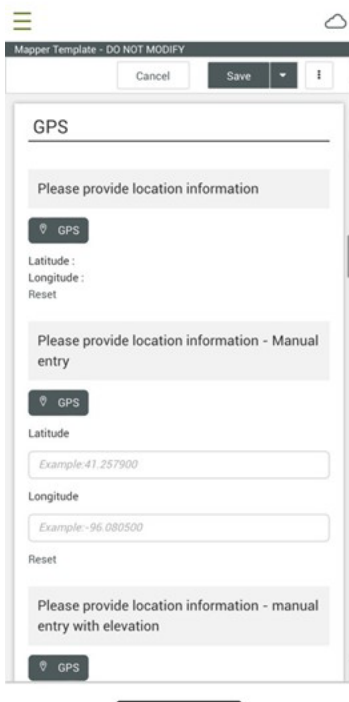 Mapper Template - DO NOT MODIFY
Cancel
Save
GPS
Please provide location information
GPS
Latitude :
Longitude :
Reset
Please provide location information - Manual
entry
GPS
Latitude
Example:41.257900
Longitude
Example:-96.080500
Reset
Please provide location information - manual
entry with elevation
GPS